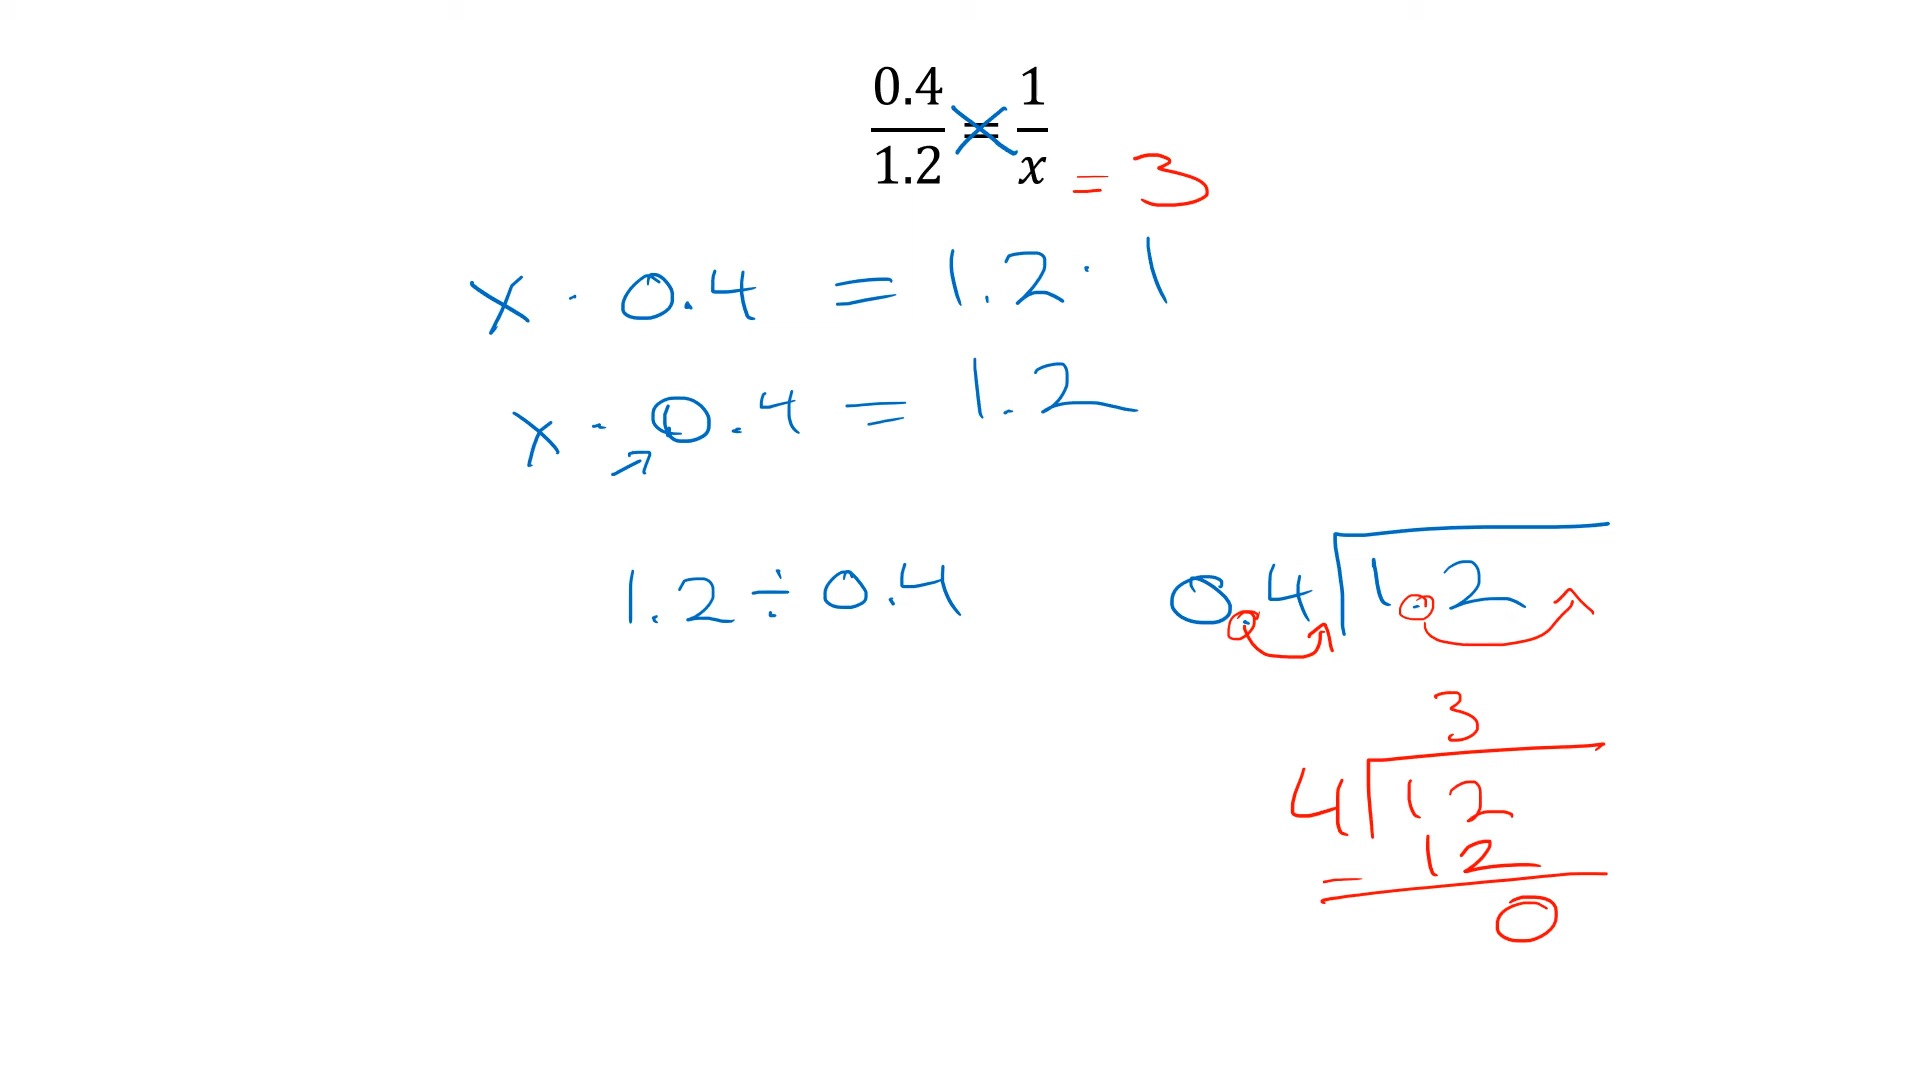 0.4/1.2 = 1/x = 3
x · 0.4 = 1.2 · 1
x · 0.4 = 1.2
1.2 ÷ 0.4
0.4 1.2
3
4 12
- 12
0